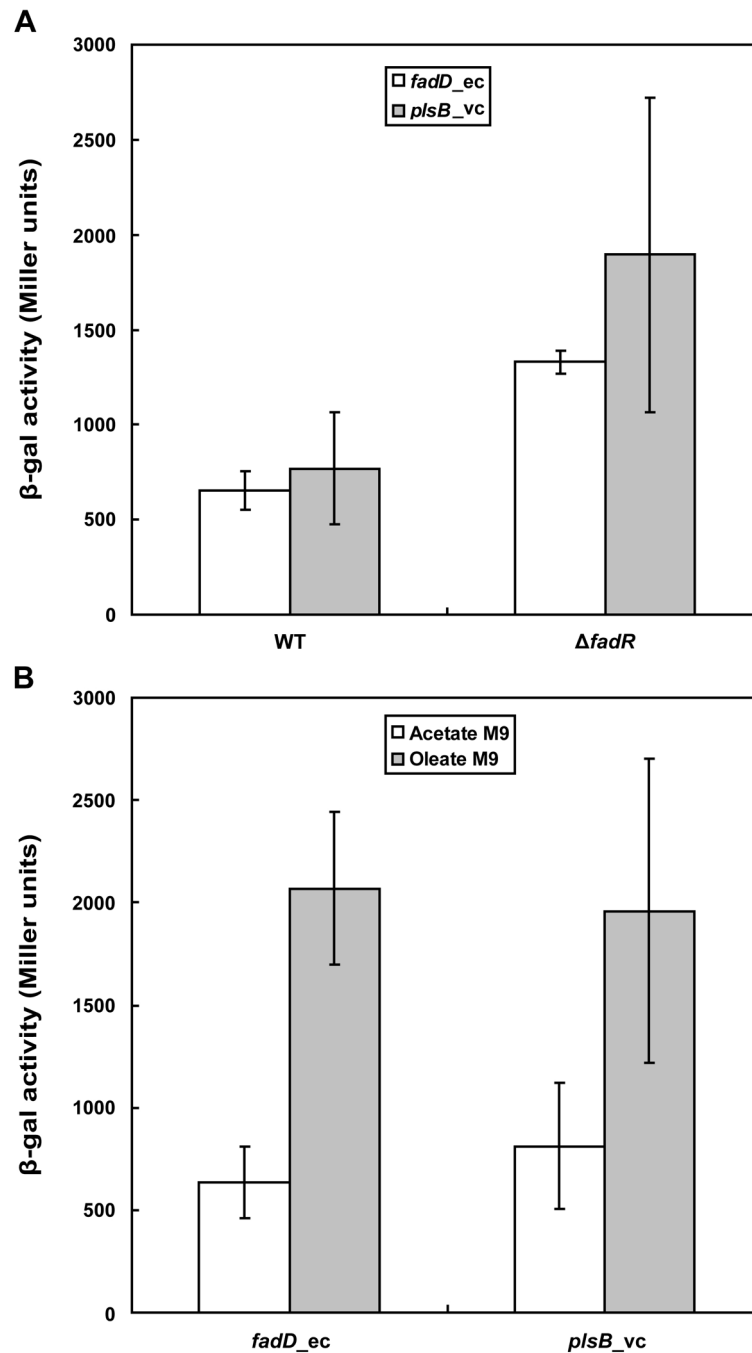 A
3000
2500
2000
1500
1000
500
0
β-gal activity (Miller units)
fadD_ec
plsB_vc
WT
ΔfadR
B
3000
2500
2000
1500
1000
500
0
β-gal activity (Miller units)
Acetate M9
Oleate M9
fadD_ec
plsB_vc